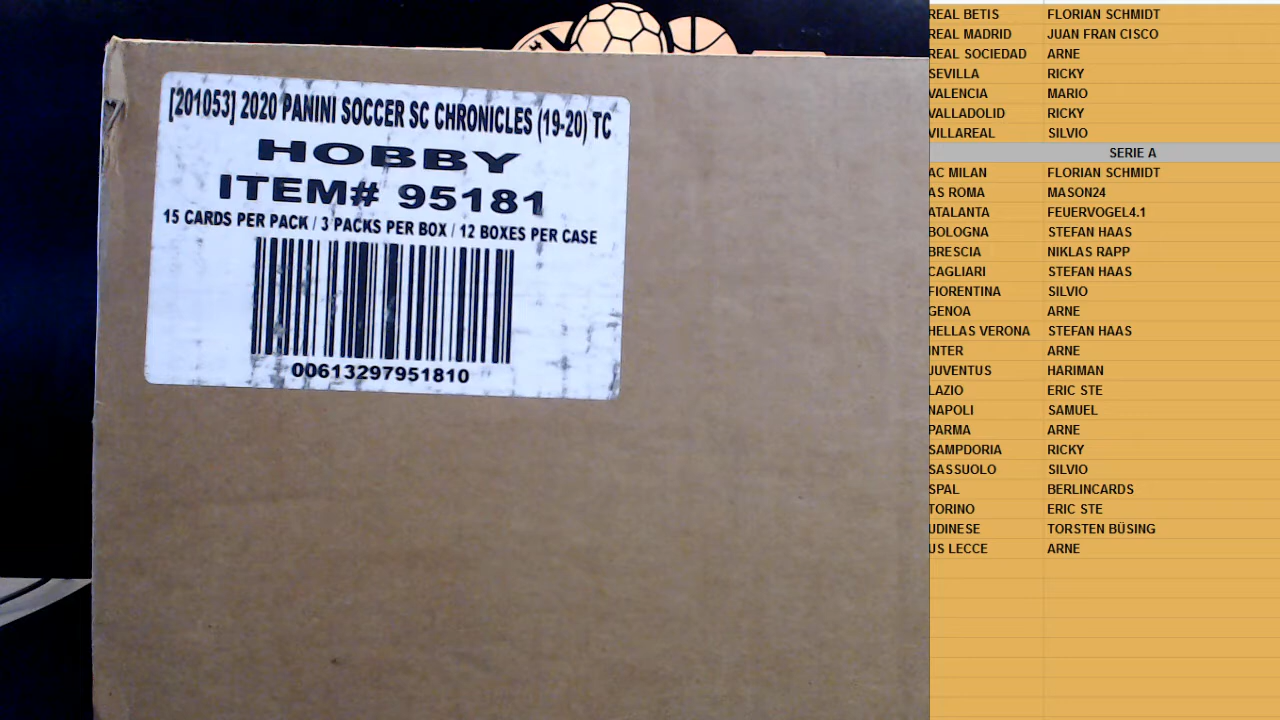 [201053] 2020 PANINI SOCCER SC CHRONICLES (19-20) TC
HOBBY
ITEM# 95181
15 CARDS PER PACK / 3 PACKS PER BOX / 12 BOXES PER CASE
00613297951810
REAL BETIS FLORIAN SCHMIDT
REAL MADRID JUAN FRAN CISCO
REAL SOCIEDAD ARNE
SEVILLA RICKY
VALENCIA MARIO
VALLADOLID RICKY
VILLAREAL SILVIO
SERIE A
AC MILAN FLORIAN SCHMIDT
AS ROMA MASON24
ATALANTA FEUERVOGEL4.1
BOLOGNA STEFAN HAAS
BRESCIA NIKLAS RAPP
CAGLIARI STEFAN HAAS
FIORENTINA SILVIO
GENOA ARNE
HELLAS VERONA STEFAN HAAS
INTER ARNE
JUVENTUS HARIMAN
LAZIO ERIC STE
NAPOLI SAMUEL
PARMA ARNE
SAMPDORIA RICKY
SASSUOLO SILVIO
SPAL BERLINCARDS
TORINO ERIC STE
UDINESE TORSTEN BÜSING
US LECCE ARNE